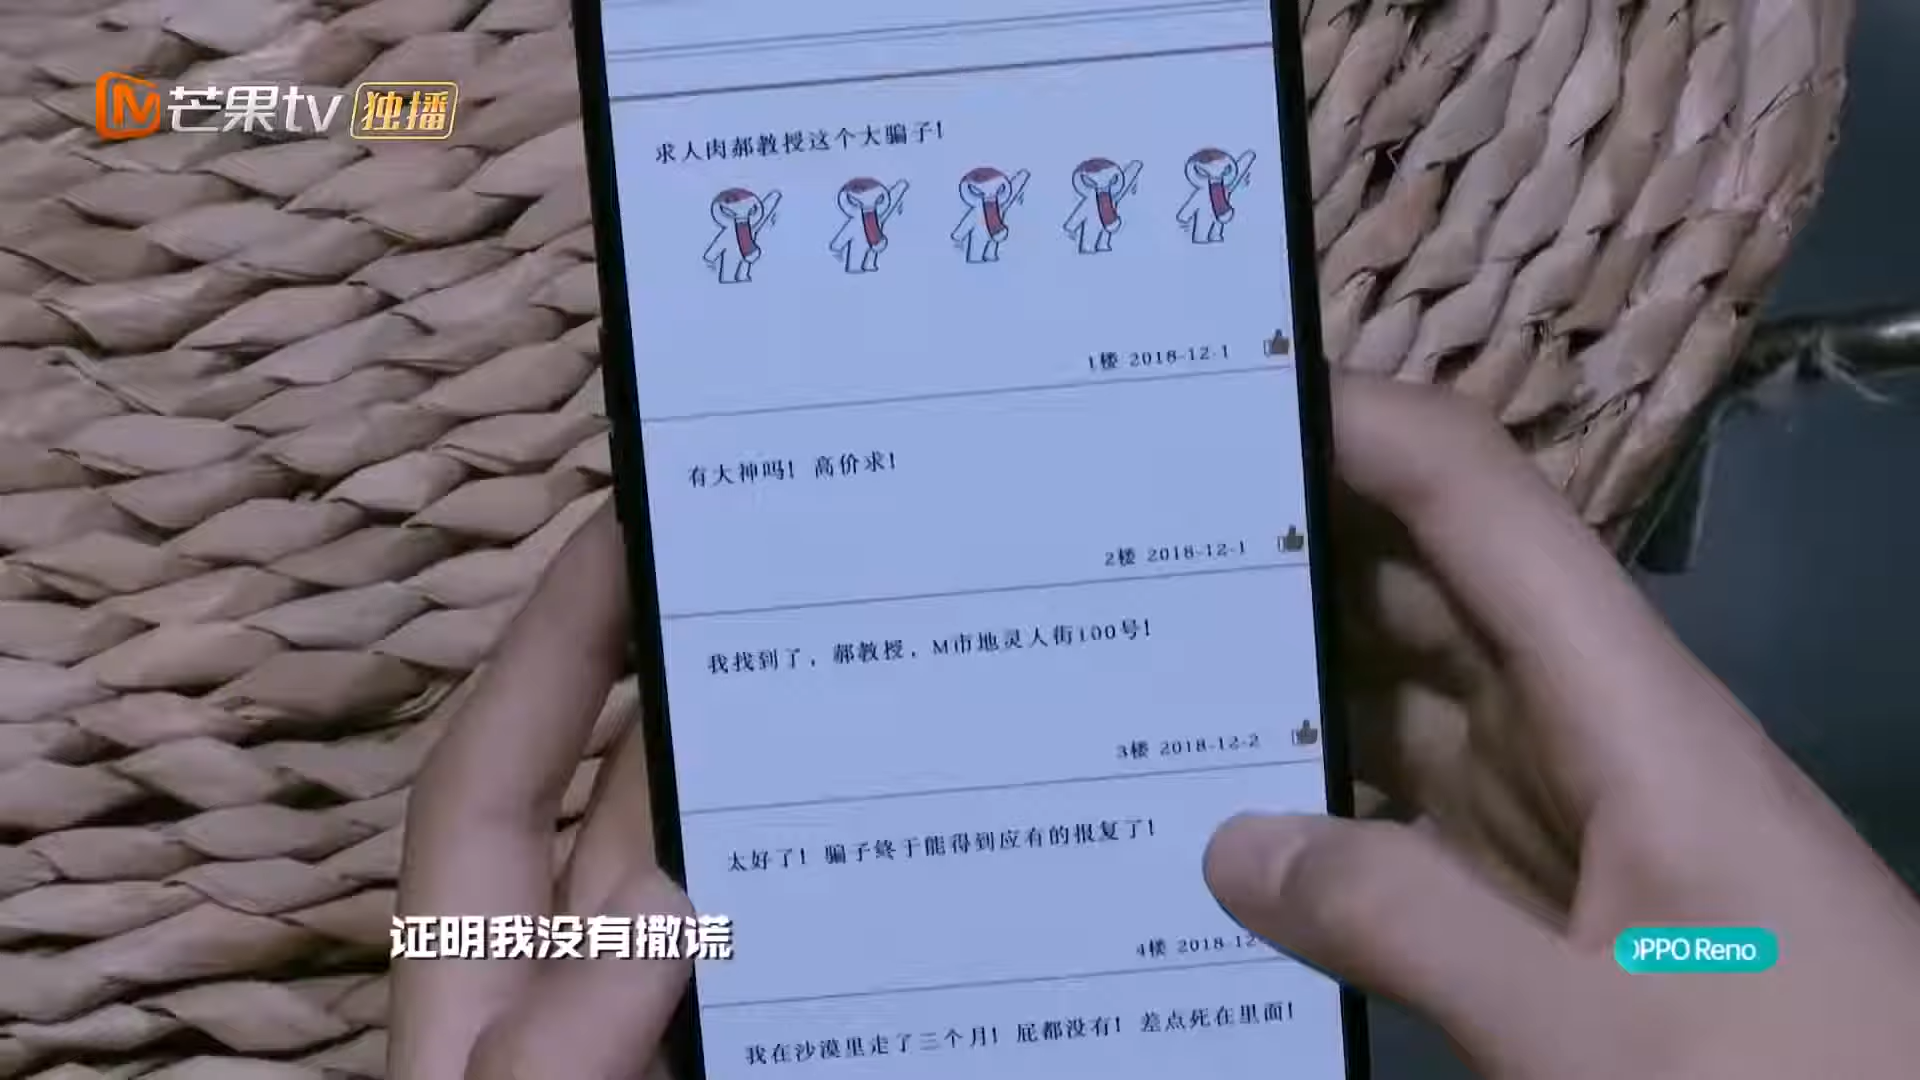 芒果tv 独播
求人肉郝教授这个大骗子!
1楼 2018-12-1
有大神吗! 高价求!
2楼 2018-12-1
我找到了，郝教授，M市地灵人街100号!
3楼 2018-12-2
太好了! 骗子终于能得到应有的报复了!
4楼 2018-12-
我在沙漠里走了三个月! 屁都没有! 差点死在里面!
证明我没有撒谎
OPPO Reno